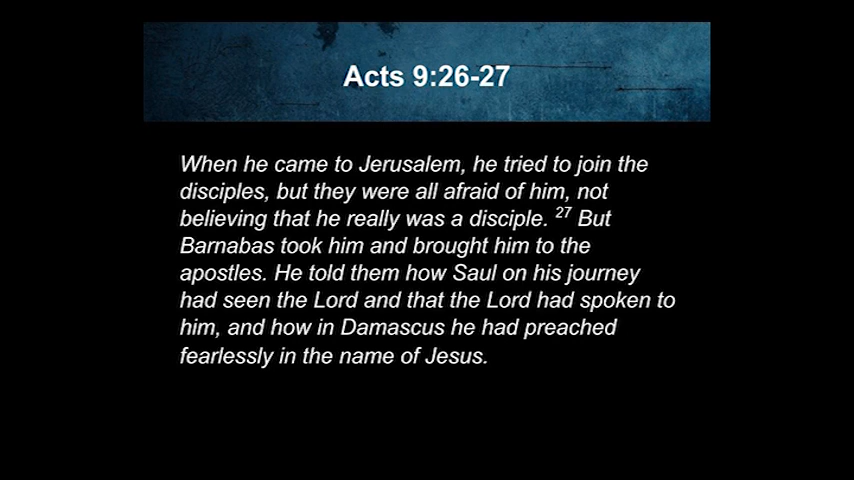 Acts 9:26-27
When he came to Jerusalem, he tried to join the
disciples, but they were all afraid of him, not
believing that he really was a disciple. 27 But
Barnabas took him and brought him to the
apostles. He told them how Saul on his journey
had seen the Lord and that the Lord had spoken to
him, and how in Damascus he had preached
fearlessly in the name of Jesus.